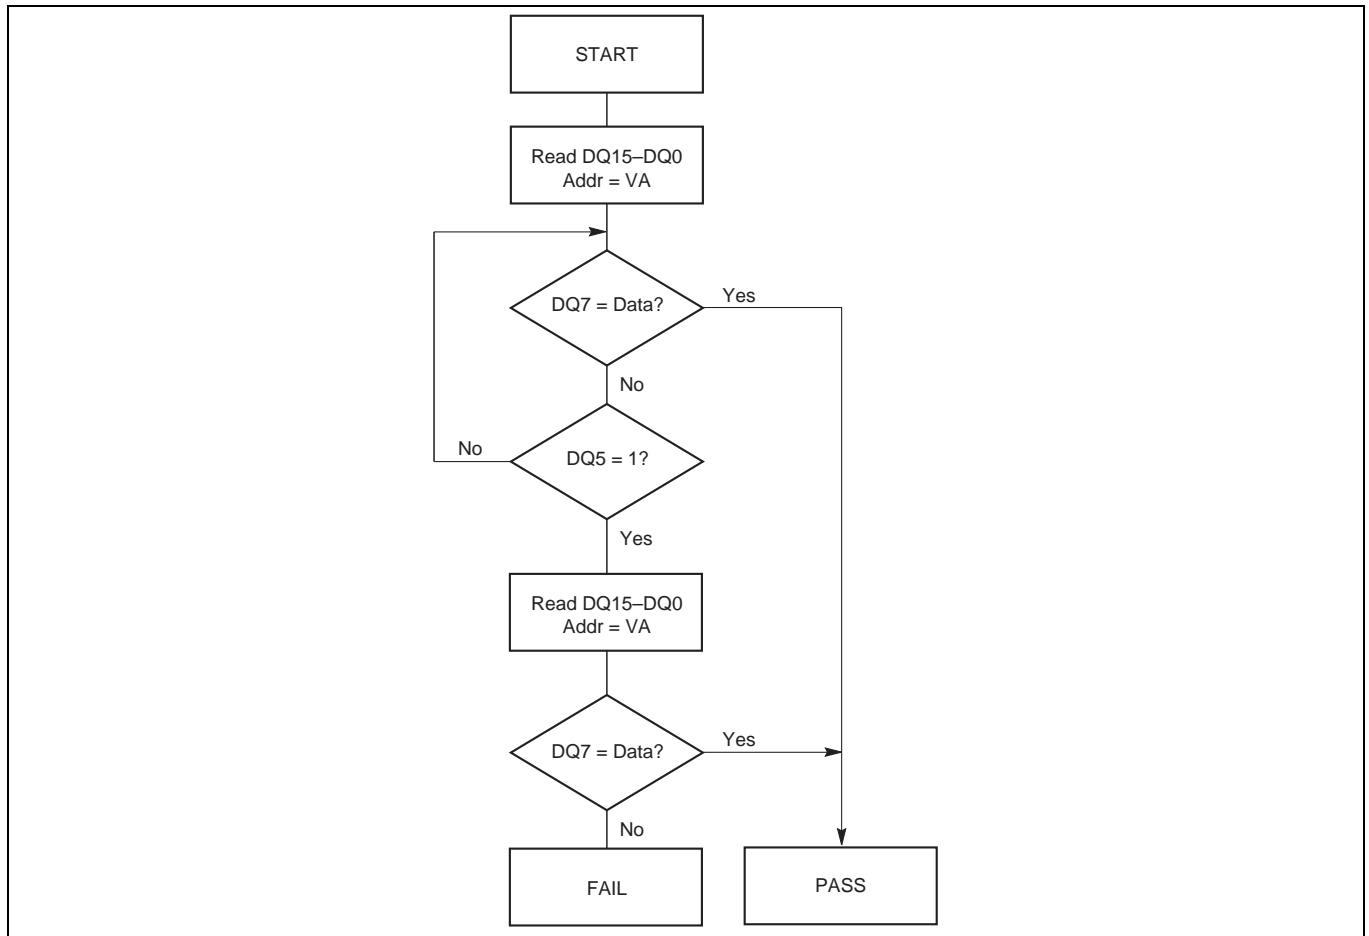 START
Read DQ15–DQ0
Addr = VA
DQ7 = Data?
Yes
No
No
DQ5 = 1?
Yes
Read DQ15–DQ0
Addr = VA
DQ7 = Data?
Yes
No
FAIL
PASS